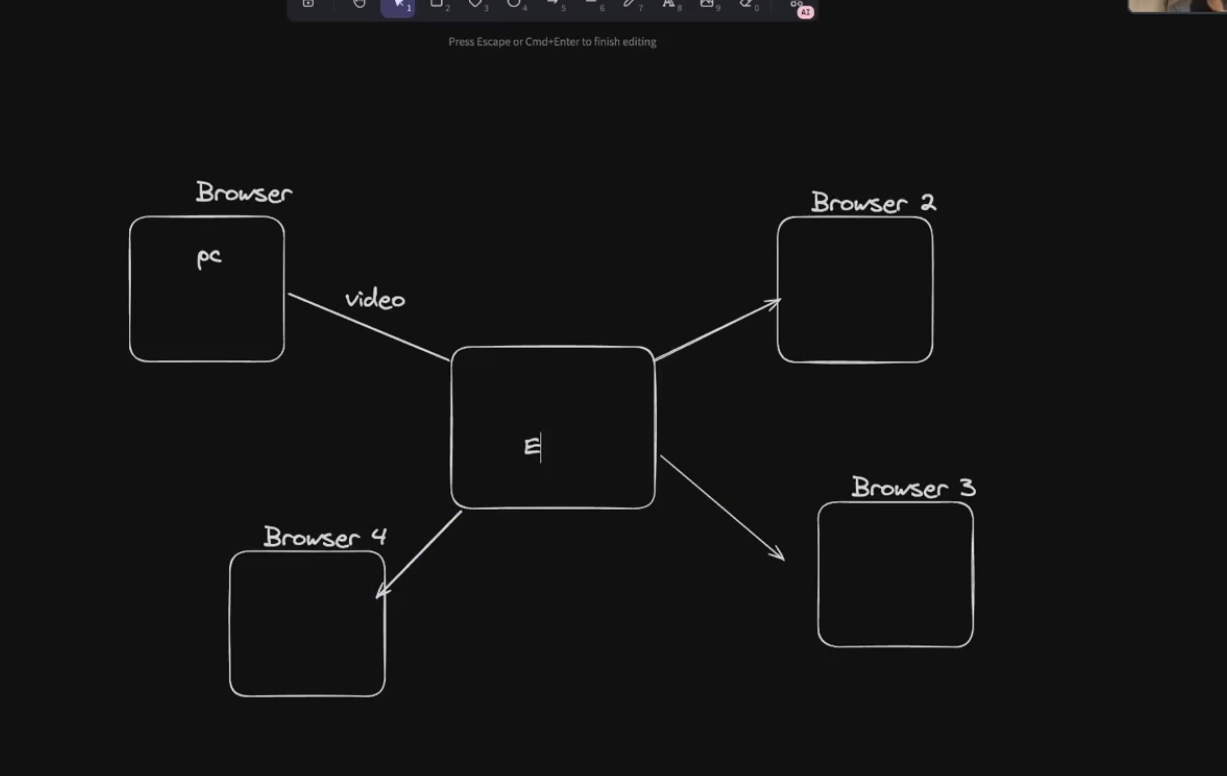 1
2
3
4
5
6
7
8
9
0
AI
Press Escape or Cmd+Enter to finish editing
Browser
Browser 2
pc
video
E
Browser 3
Browser 4